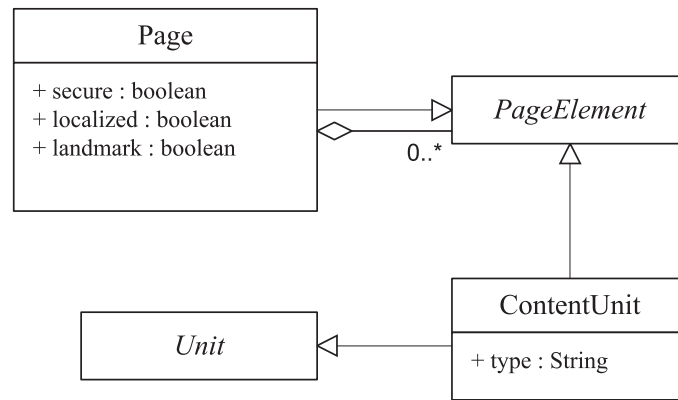 Page
+ secure : boolean
+ localized : boolean
+ landmark : boolean
PageElement
0..*
ContentUnit
+ type : String
Unit